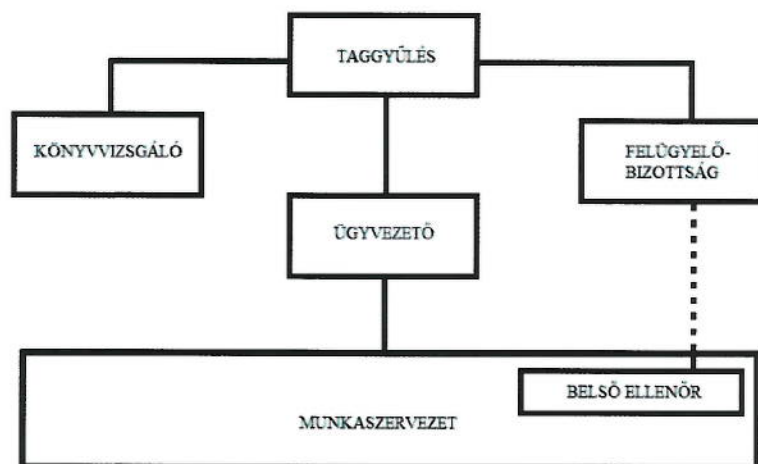 TAGGYŰLÉS
KÖNYVVIZSGÁLÓ
FELÜGYELŐ-
BIZOTTSÁG
ÜGYVEZETŐ
BELSŐ ELLENŐR
MUNKASZERVEZET